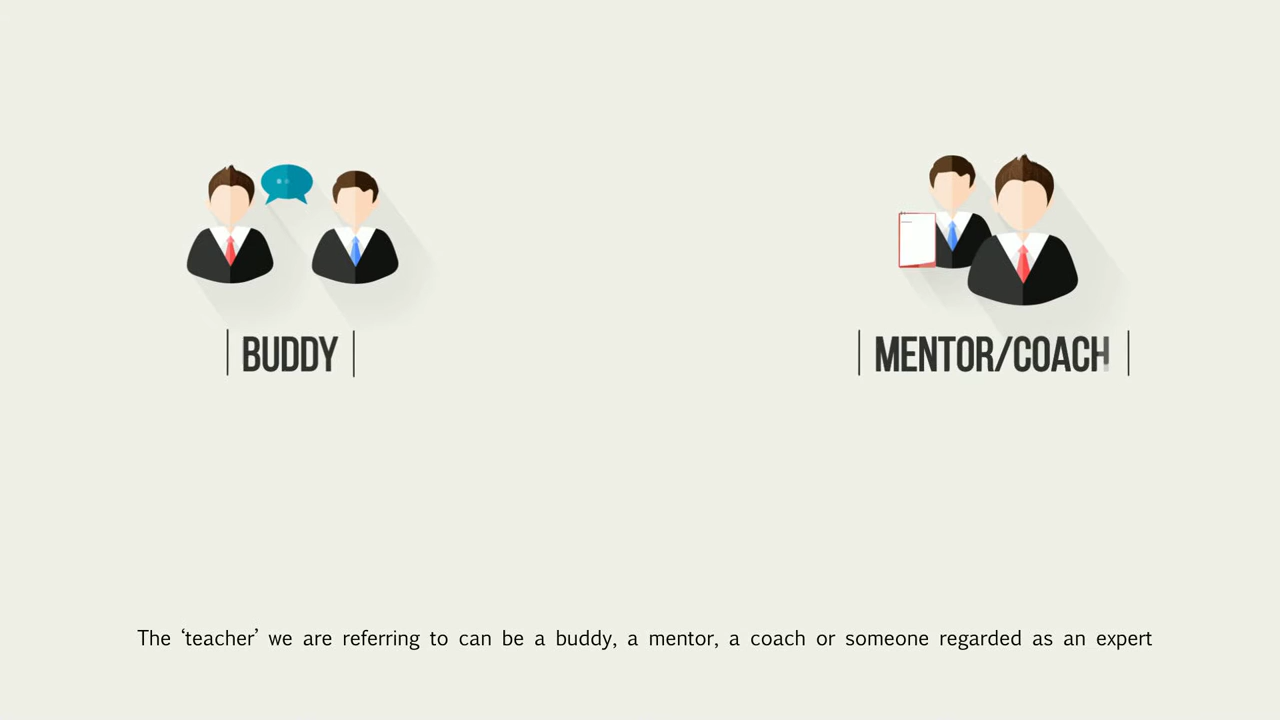 | BUDDY |
| MENTOR/COACH |
The ‘teacher’ we are referring to can be a buddy, a mentor, a coach or someone regarded as an expert